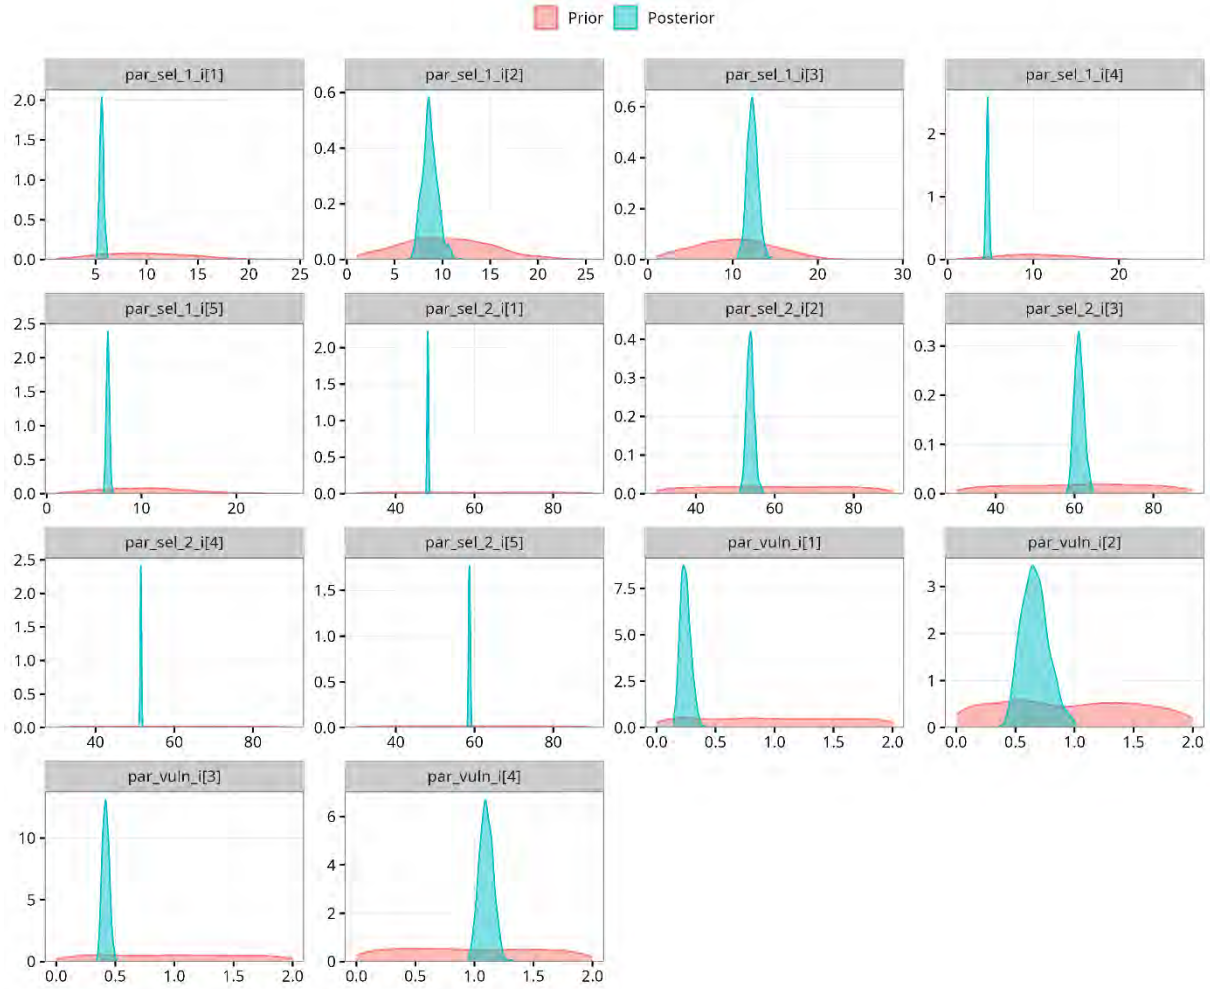 Prior Posterior
par_sel_1_i[1] par_sel_1_i[2] par_sel_1_i[3] par_sel_1_i[4]
2.0 1.5 1.0 0.5 0.0
0.6 0.4 0.2 0.0
0.6 0.4 0.2 0.0
2 1 0
5 10 15 20 25
0 5 10 15 20 25
0 10 20 30
0 10 20
par_sel_1_i[5] par_sel_2_i[1] par_sel_2_i[2] par_sel_2_i[3]
2.5 2.0 1.5 1.0 0.5 0.0
2.0 1.5 1.0 0.5 0.0
0.4 0.3 0.2 0.1 0.0
0.3 0.2 0.1 0.0
0 10 20
40 60 80
40 60 80
40 60 80
par_sel_2_i[4] par_sel_2_i[5] par_vuln_i[1] par_vuln_i[2]
2.5 2.0 1.5 1.0 0.5 0.0
1.5 1.0 0.5 0.0
7.5 5.0 2.5 0.0
3 2 1 0
40 60 80
40 60 80
0.0 0.5 1.0 1.5 2.0
0.0 0.5 1.0 1.5 2.0
par_vuln_i[3] par_vuln_i[4]
10 5 0
6 4 2 0
0.0 0.5 1.0 1.5 2.0
0.0 0.5 1.0 1.5 2.0